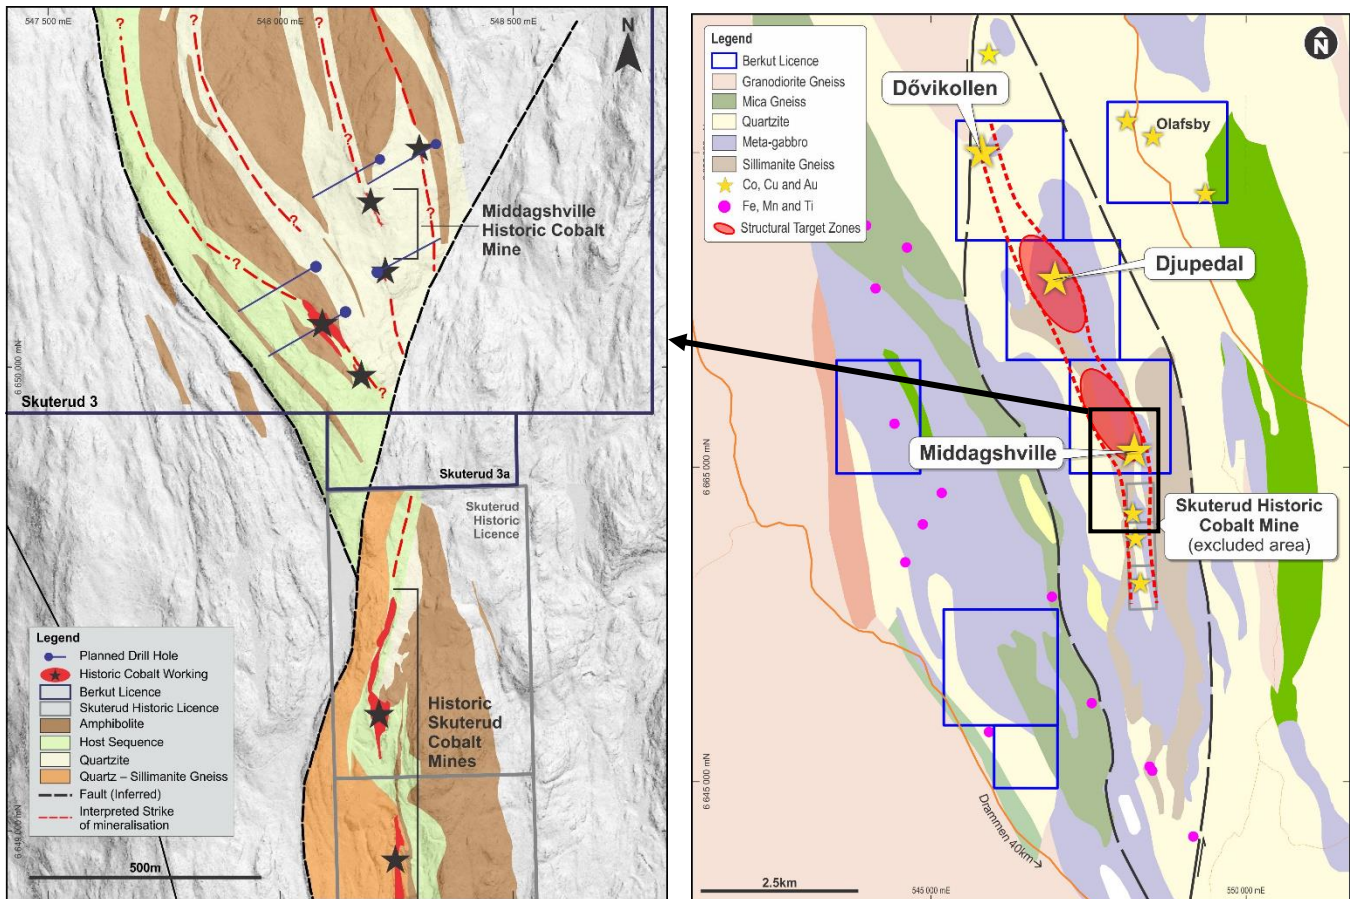 547 500 mE
548 000 mE
548 500 mE
N
?
?
?
?
?
?
?
?
Middagshville
Historic Cobalt
Mine
6 650 000 mN
Skuterud 3
Skuterud 3a
Skuterud
Historic
Licence
Historic
Skuterud
Cobalt
Mines
6 649 000 mN
Legend
Planned Drill Hole
Historic Cobalt Working
Berkut Licence
Skuterud Historic Licence
Amphibolite
Host Sequence
Quartzite
Quartz – Sillimanite Gneiss
Fault (Inferred)
Interpreted Strike
of mineralisation
500m
Legend
Berkut Licence
Granodiorite Gneiss
Mica Gneiss
Quartzite
Meta-gabbro
Sillimanite Gneiss
Co, Cu and Au
Fe, Mn and Ti
Structural Target Zones
N
Dővikollen
Olafsby
Djupedal
Middagshville
6 665 000 mN
Skuterud Historic
Cobalt Mine
(excluded area)
6 645 000 mN
Drammen 40km
2.5km
545 000 mE
550 000 mE